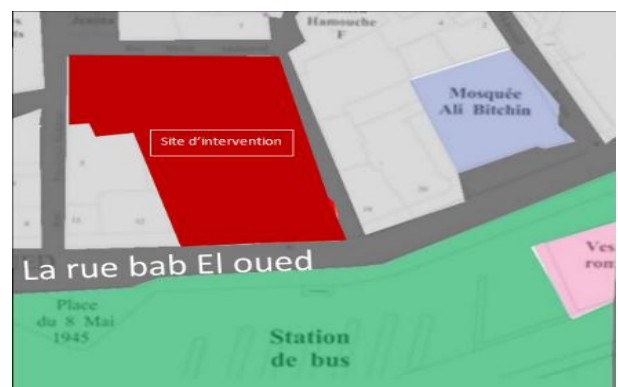 Hamouche
F
Mosquée
Ali Bitchin
Site d'intervention
La rue bab El oued
Place
du 8 Mai
1945
Station
de bus
Ves
rom